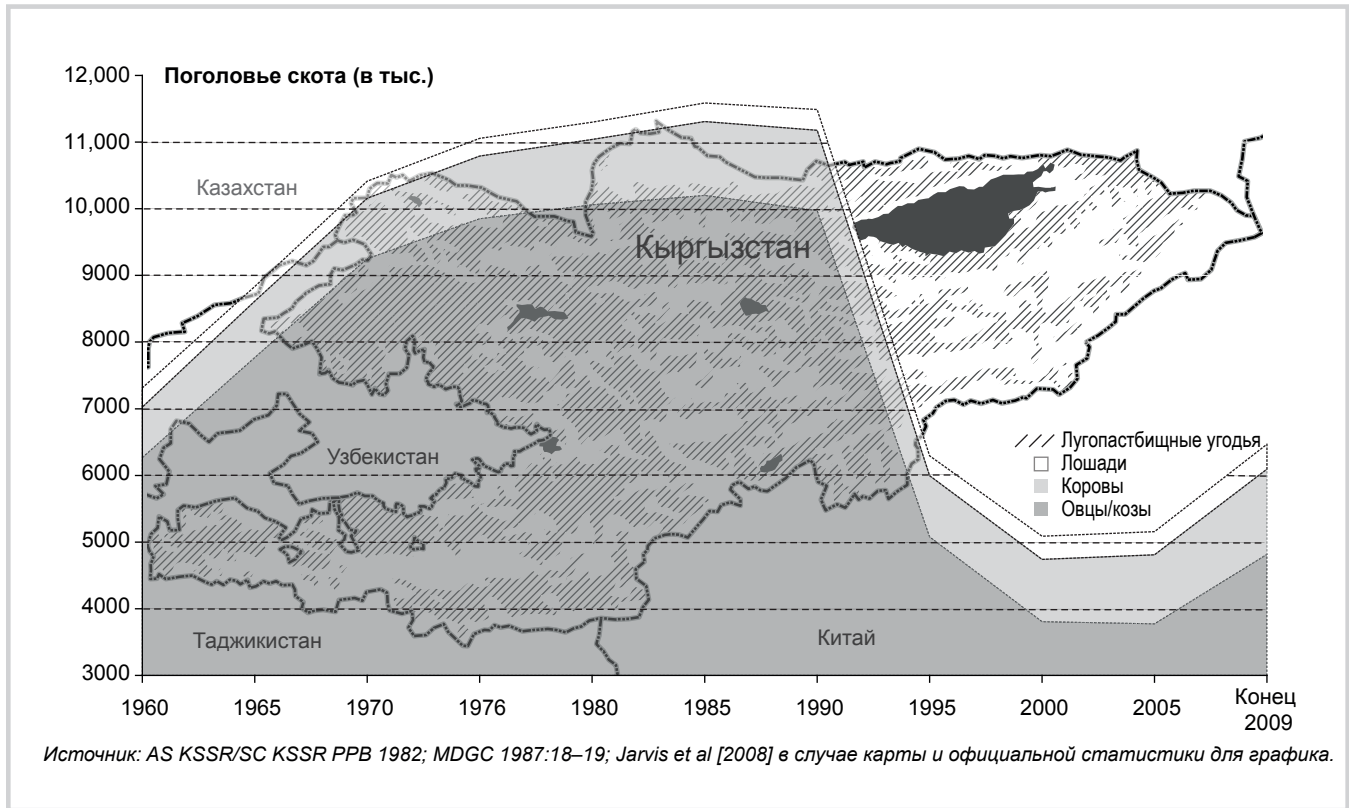 Поголовье скота (в тыс.)
12,000
11,000
10,000
9000
8000
7000
6000
5000
4000
3000
Казахстан
Кыргызстан
Узбекистан
Таджикистан
Китай
Лугопастбищные угодья
Лошади
Коровы
Овцы/козы
1960 1965 1970 1976 1980 1985 1990 1995 2000 2005 Конец
2009
Источник: AS KSSR/SC KSSR PPB 1982; MDGC 1987:18–19; Jarvis et al [2008] в случае карты и официальной статистики для графика.